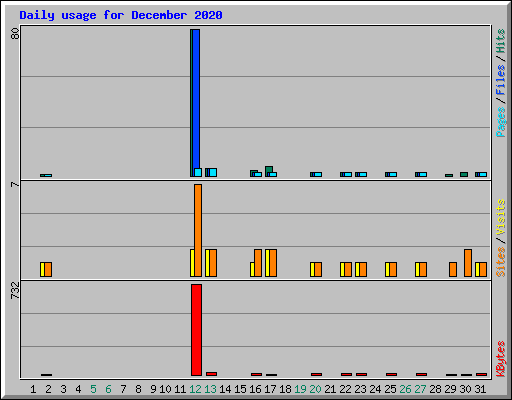 Daily usage for December 2020
80
7
732
Pages / Files / Hits
Sites / Visits
KBytes
1 2 3 4 5 6 7 8 9 10 11 12 13 14 15 16 17 18 19 20 21 22 23 24 25 26 27 28 29 30 31